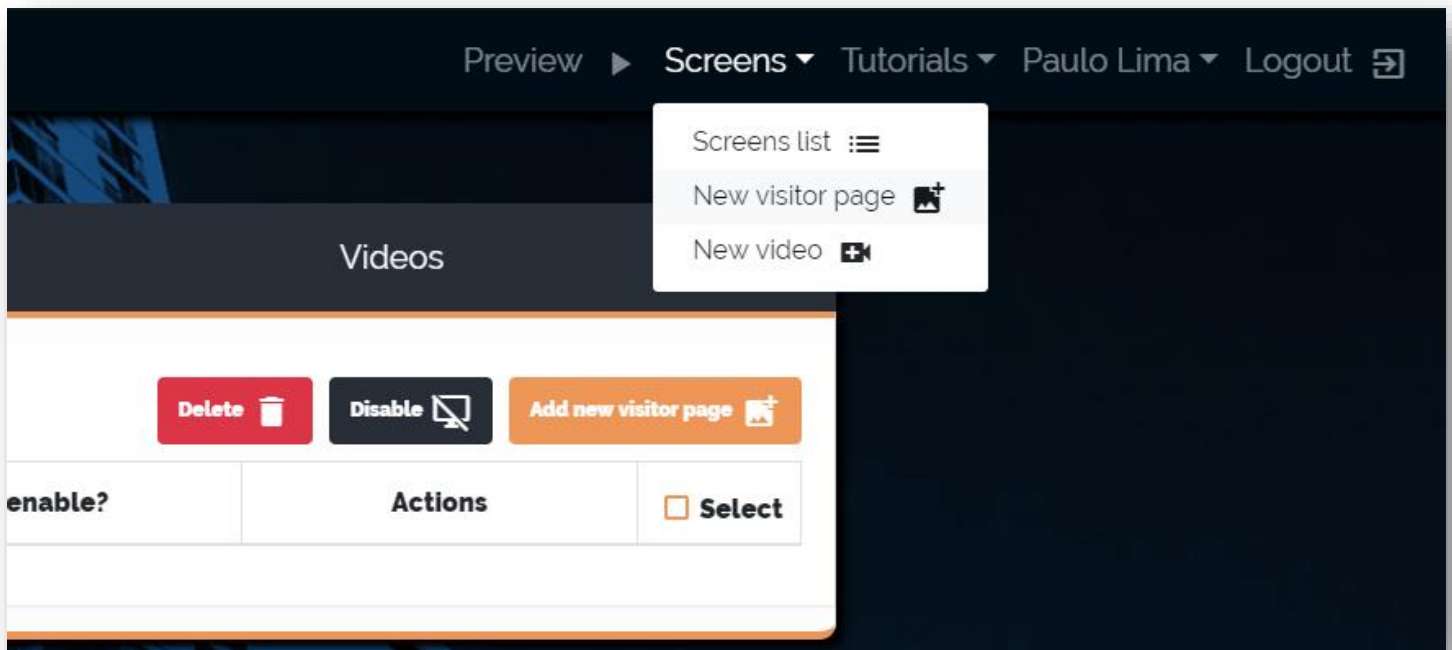 Preview Screens Tutorials Paulo Lima Logout
Screens list
New visitor page
New video
Videos
Delete Disable Add new visitor page
enable? Actions Select